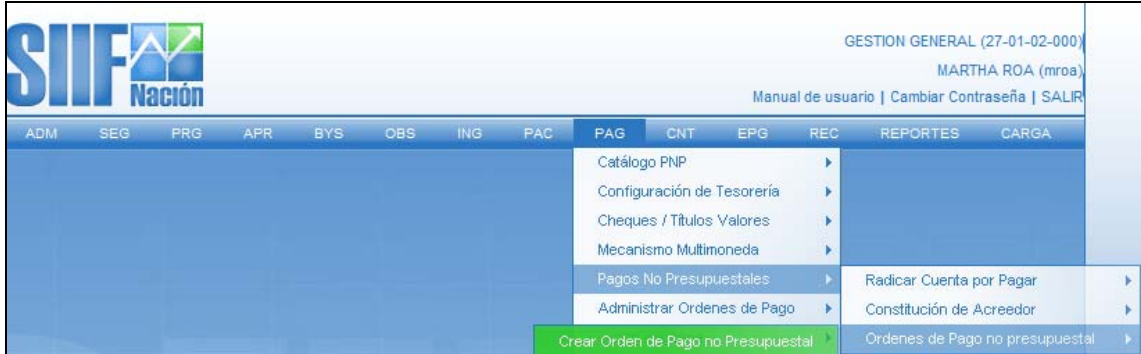 SIIF
Nación
GESTION GENERAL (27-01-02-000)
MARTHA ROA (mroa)
Manual de usuario | Cambiar Contraseña | SALIR
ADM SEG PRG APR BYS OBS ING PAC PAG CNT EPG REC REPORTES CARGA
Catálogo PNP
Configuración de Tesorería
Cheques / Títulos Valores
Mecanismo Multimoneda
Pagos No Presupuestales
Administrar Ordenes de Pago
Radicar Cuenta por Pagar
Constitución de Acreedor
Ordenes de Pago no presupuestal
Crear Orden de Pago no Presupuestal